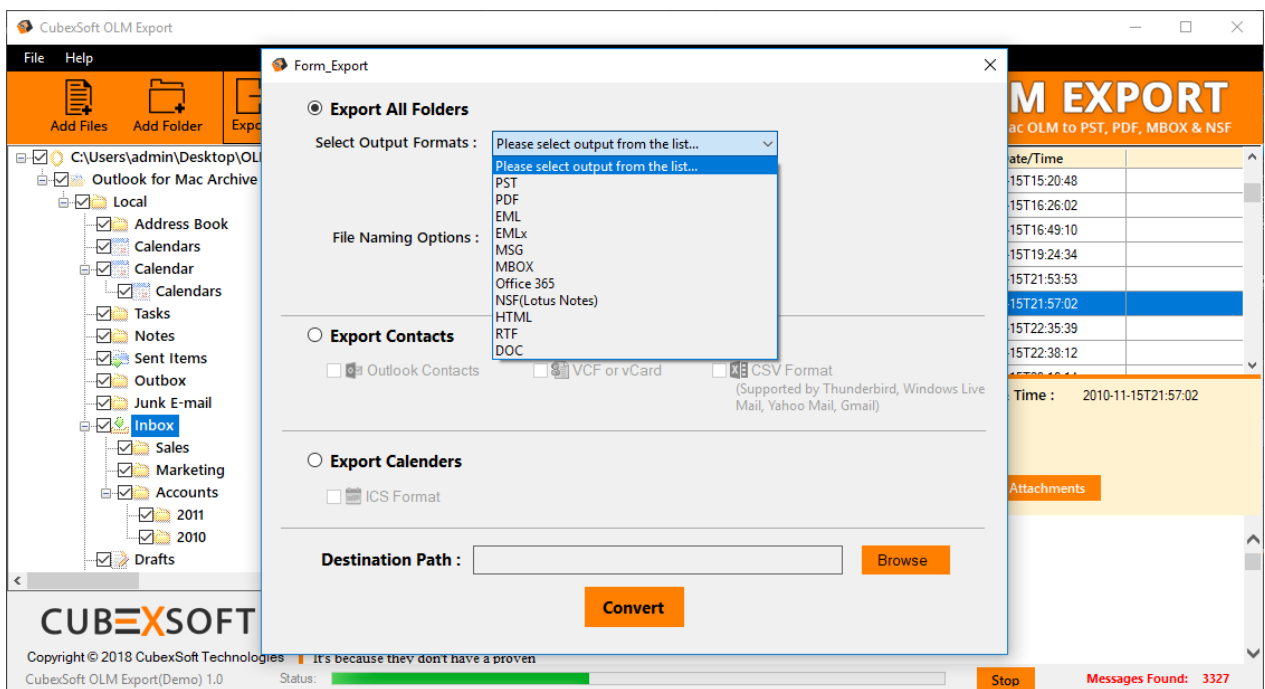 CubexSoft OLM Export
File Help
Add Files Add Folder
M EXPORT
ac OLM to PST, PDF, MBOX & NSF
C:\Users\admin\Desktop\OL
Outlook for Mac Archive
Local
Address Book
Calendars
Calendar
Calendars
Tasks
Notes
Sent Items
Outbox
Junk E-mail
Inbox
Sales
Marketing
Accounts
2011
2010
Drafts
Form_Export
Export All Folders
Select Output Formats : Please select output from the list...
Please select output from the list...
PST
PDF
EML
EMLx
MSG
MBOX
Office 365
NSF(Lotus Notes)
HTML
RTF
DOC
File Naming Options :
Export Contacts
Outlook Contacts VCF or vCard CSV Format
(Supported by Thunderbird, Windows Live
Mail, Yahoo Mail, Gmail)
Export Calenders
ICS Format
Destination Path : Browse
Convert
ate/Time
-15T15:20:48
-15T16:26:02
-15T16:49:10
-15T19:24:34
-15T21:53:53
-15T21:57:02
-15T22:35:39
-15T22:38:12
Time : 2010-11-15T21:57:02
Attachments
CUBEXSOFT
Copyright © 2018 CubexSoft Technologies
It's because they don't have a proven
CubexSoft OLM Export(Demo) 1.0 Status: Stop Messages Found: 3327